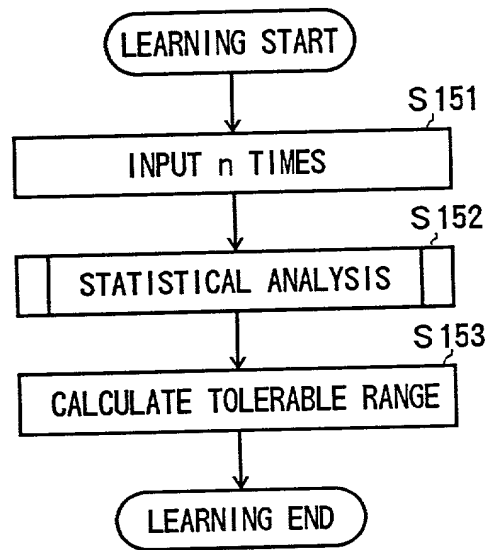 LEARNING START
S151
INPUT n TIMES
S152
STATISTICAL ANALYSIS
S153
CALCULATE TOLERABLE RANGE
LEARNING END